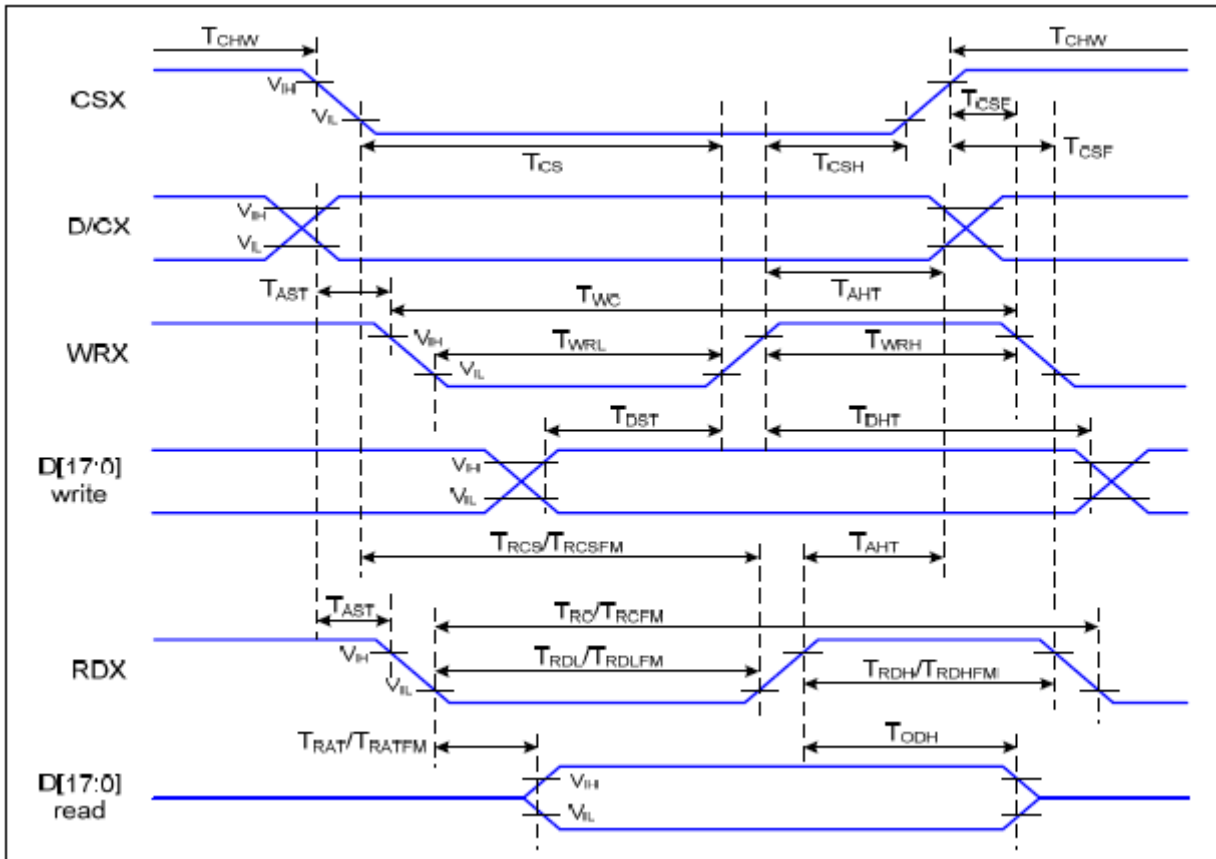 TCHW TCHW
CSX VIH TCSF
VIL TCSF
TCS TCSH
D/CX VIH
VIL
TAST TWC TAHT
WRX VIH TWRL TWRH
VIL
TDST TDHT
D[17:0] VIH
write VIL
TRCS/TRCSFM TAHT
TAST TRC/TRCFM
RDX VIH TRDL/TRDLFM TRDH/TRDHFM
VIL
TRAT/TRATFM TODH
D[17:0] VIH
read VIL